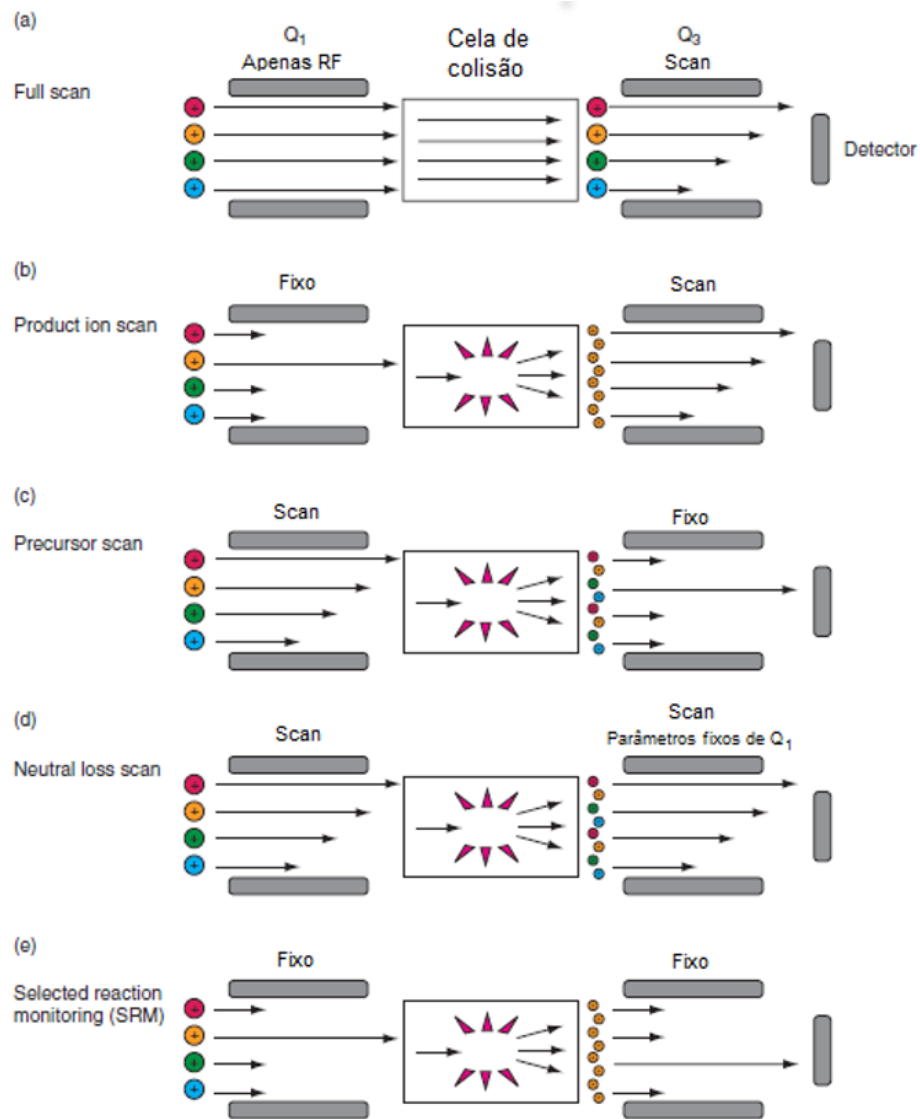 (a)
Full scan
Q₁
Apenas RF
Cela de
colisão
Q₃
Scan
Detector
(b)
Product ion scan
Fixo
Scan
(c)
Precursor scan
Scan
Fixo
(d)
Neutral loss scan
Scan
Scan
Parâmetros fixos de Q₁
(e)
Selected reaction
monitoring (SRM)
Fixo
Fixo